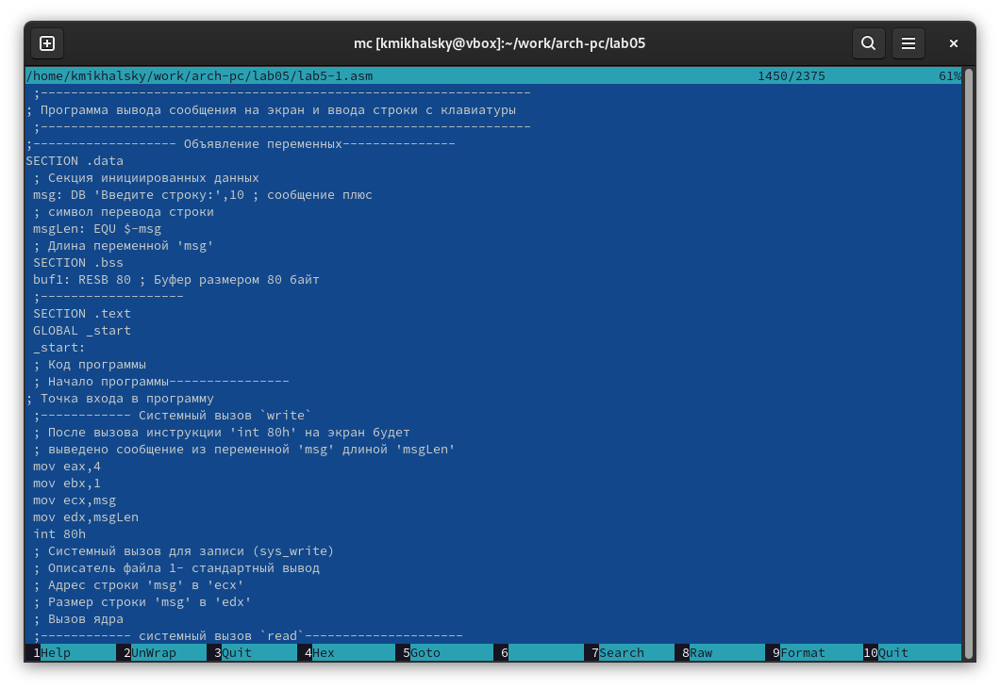 mc [kmikhalsky@vbox]:~/work/arch-pc/lab05
/home/kmikhalsky/work/arch-pc/lab05/lab5-1.asm 1450/2375 61%
;-----------------------------------------------------------------
; Программа вывода сообщения на экран и ввода строки с клавиатуры
;-----------------------------------------------------------------
;------------------- Объявление переменных---------------
SECTION .data
; Секция инициированных данных
msg: DB 'Введите строку:',10 ; сообщение плюс
; символ перевода строки
msgLen: EQU $-msg
; Длина переменной 'msg'
SECTION .bss
buf1: RESB 80 ; Буфер размером 80 байт
;-------------------
SECTION .text
GLOBAL _start
_start:
; Код программы
; Начало программы----------------
; Точка входа в программу
;------------ Системный вызов `write`
; После вызова инструкции 'int 80h' на экран будет
; выведено сообщение из переменной 'msg' длиной 'msgLen'
mov eax,4
mov ebx,1
mov ecx,msg
mov edx,msgLen
int 80h
; Системный вызов для записи (sys_write)
; Описатель файла 1- стандартный вывод
; Адрес строки 'msg' в 'ecx'
; Размер строки 'msg' в 'edx'
; Вызов ядра
;------------ системный вызов `read`---------------------
1Help 2UnWrap 3Quit 4Hex 5Goto 6 7Search 8Raw 9Format 10Quit